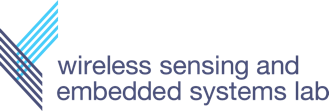 wireless sensing and
embedded systems lab